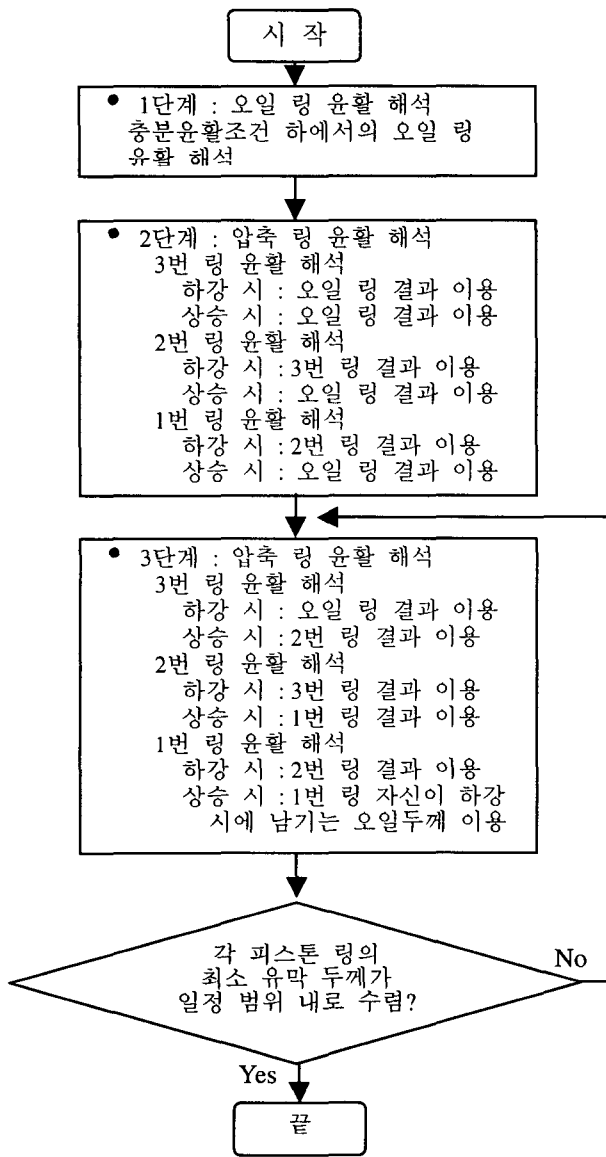 시 작
● 1단계 : 오일 링 윤활 해석
충분윤활조건 하에서의 오일 링
윤활 해석
● 2단계 : 압축 링 윤활 해석
3번 링 윤활 해석
하강 시 : 오일 링 결과 이용
상승 시 : 오일 링 결과 이용
2번 링 윤활 해석
하강 시 :3번 링 결과 이용
상승 시 : 오일 링 결과 이용
1번 링 윤활 해석
하강 시 :2번 링 결과 이용
상승 시 : 오일 링 결과 이용
● 3단계 : 압축 링 윤활 해석
3번 링 윤활 해석
하강 시 : 오일 링 결과 이용
상승 시 :2번 링 결과 이용
2번 링 윤활 해석
하강 시 :3번 링 결과 이용
상승 시 :1번 링 결과 이용
1번 링 윤활 해석
하강 시 :2번 링 결과 이용
상승 시 :1번 링 자신이 하강
시에 남기는 오일두께 이용
각 피스톤 링의
최소 유막 두께가
일정 범위 내로 수렴?
No
Yes
끝